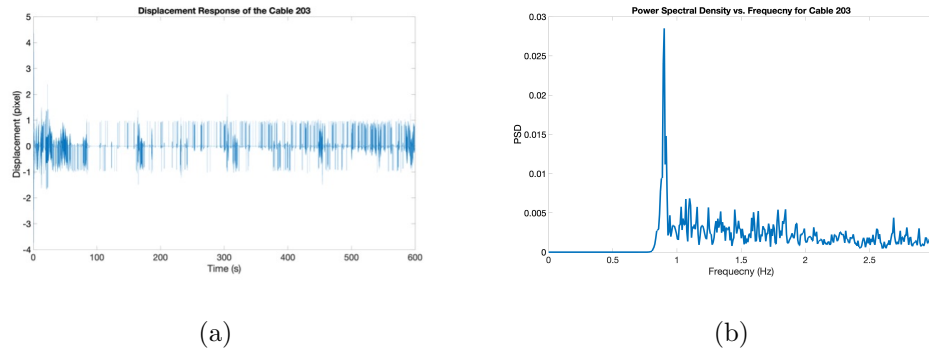 Displacement Response of the Cable 203
5
4
3
2
1
0
-1
-2
-3
-4
Displacement (pixel)
0 100 200 300 400 500 600
Time (s)
(a)
Power Spectral Density vs. Frequecny for Cable 203
0.03
0.025
0.02
0.015
0.01
0.005
0
PSD
0 0.5 1 1.5 2 2.5
Frequecny (Hz)
(b)